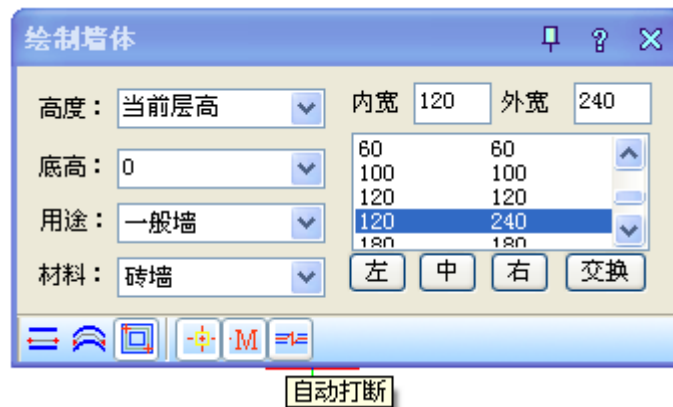 绘制墙体
高度： 当前层高 内宽 120 外宽 240
底高： 0
60 60
100 100
120 120
用途： 一般墙
120 240
180 180
材料： 砖墙
左 中 右 交换
M
自动打断